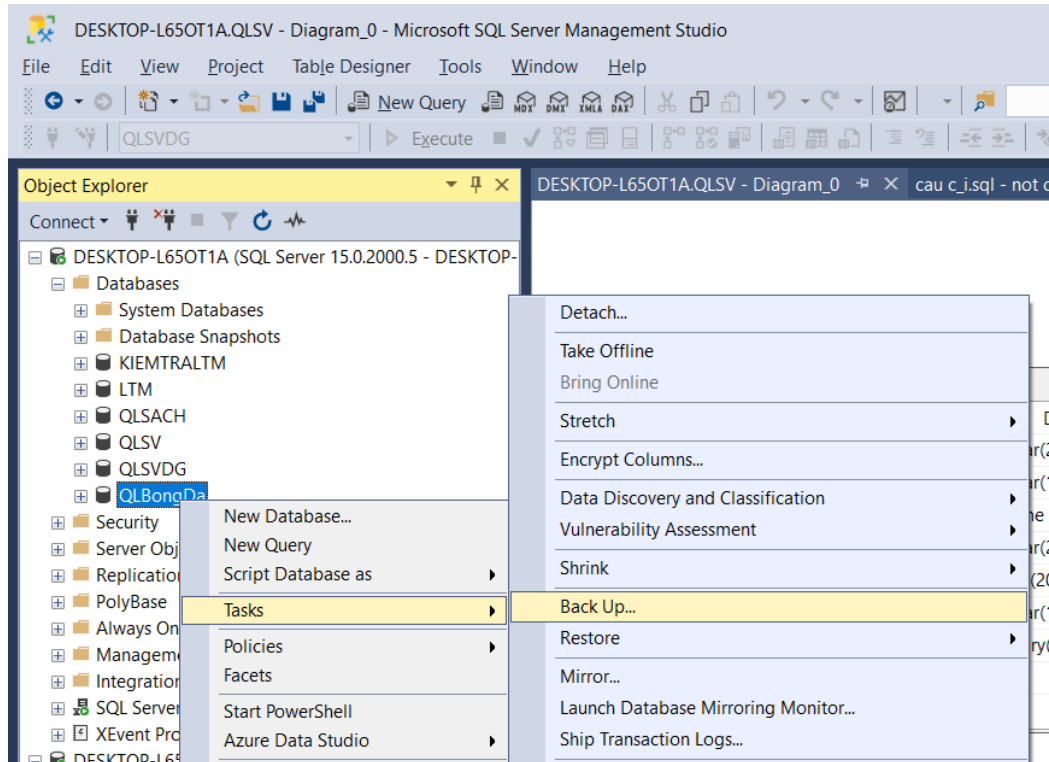 DESKTOP-L65OT1A.QLSV - Diagram_0 - Microsoft SQL Server Management Studio
File Edit View Project Table Designer Tools Window Help
New Query MDX DMX XMLA DAX
QLSVDG Execute
Object Explorer
DESKTOP-L65OT1A.QLSV - Diagram_0 cau c_i.sql - not c
Connect
DESKTOP-L65OT1A (SQL Server 15.0.2000.5 - DESKTOP-
Databases
System Databases
Database Snapshots
KIEMTRALTM
LTM
QLSACH
QLSV
QLSVDG
QLBongDa
Security
Server Obj
Replication
PolyBase
Always On
Manageme
Integration
SQL Server
XEvent Pro
DESKTOP-L65
New Database...
New Query
Script Database as
Tasks
Policies
Facets
Start PowerShell
Azure Data Studio
Detach...
Take Offline
Bring Online
Stretch
Encrypt Columns...
Data Discovery and Classification
Vulnerability Assessment
Shrink
Back Up...
Restore
Mirror...
Launch Database Mirroring Monitor...
Ship Transaction Logs...